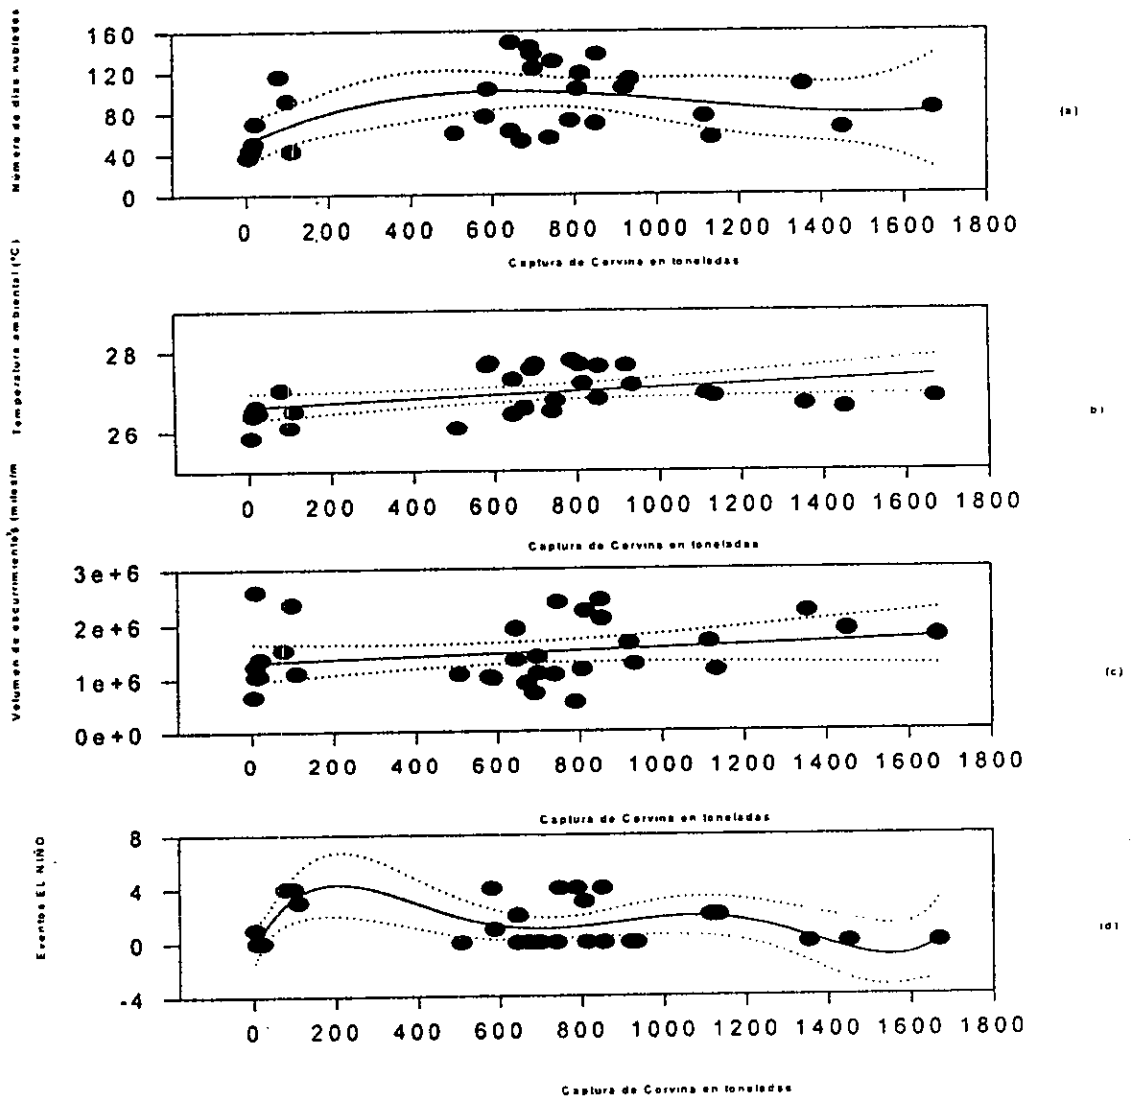 Número de días nublados
160
120
80
40
0
0 200 400 600 800 1000 1200 1400 1600 1800
Captura de Corvina en toneladas
(a)
Temperatura ambiental (°C)
28
26
0 200 400 600 800 1000 1200 1400 1600 1800
Captura de Corvina en toneladas
b)
Volumen de escurrimientos (miles/m
3e+6
2e+6
1e+6
0e+0
0 200 400 600 800 1000 1200 1400 1600 1800
Captura de Corvina en toneladas
(c)
Eventos EL NIÑO
8
4
0
-4
0 200 400 600 800 1000 1200 1400 1600 1800
Captura de Corvina en toneladas
(d)